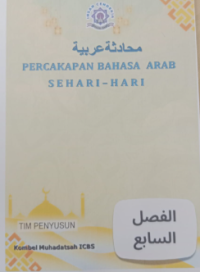 محادثة عربية
PERCAKAPAN BAHASA ARAB
SEHARI-HARI
TIM PENYUSUN
Kombel Muhadatsah ICBS
الفصل
السابع